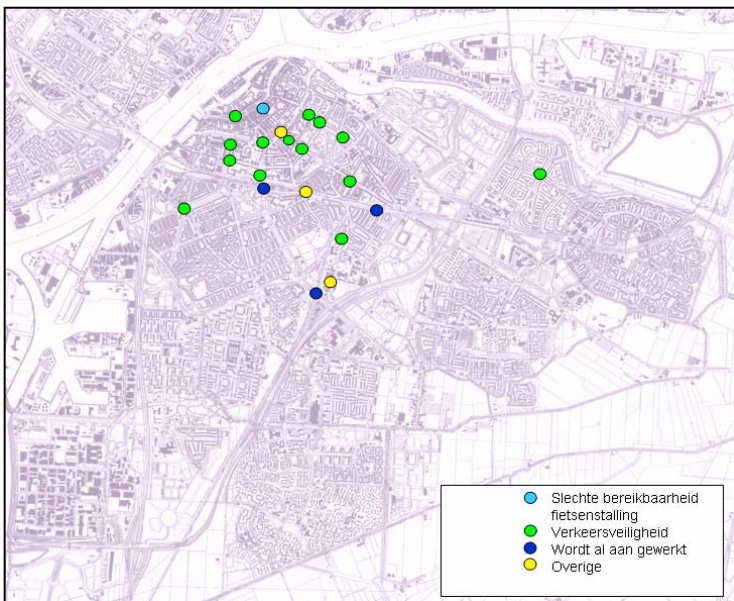 Slechte bereikbaarheid
fietsenstalling
Verkeersveiligheid
Wordt al aan gewerkt
Overige